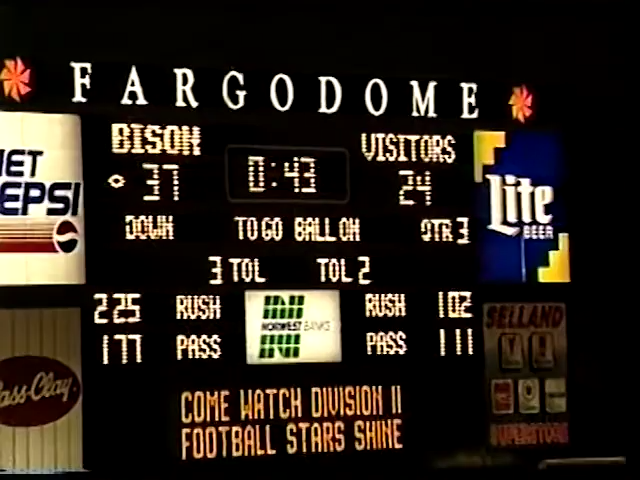 FARGODOME
BISON
VISITORS
37
0:43
24
DOWN TO GO BALL ON QTR 3
3 TOL TOL 2
225 RUSH
RUSH 102
177 PASS
PASS 111
NORWEST BANKS
COME WATCH DIVISION II
FOOTBALL STARS SHINE
Lite
BEER
SELLAND
SUPERSTORE